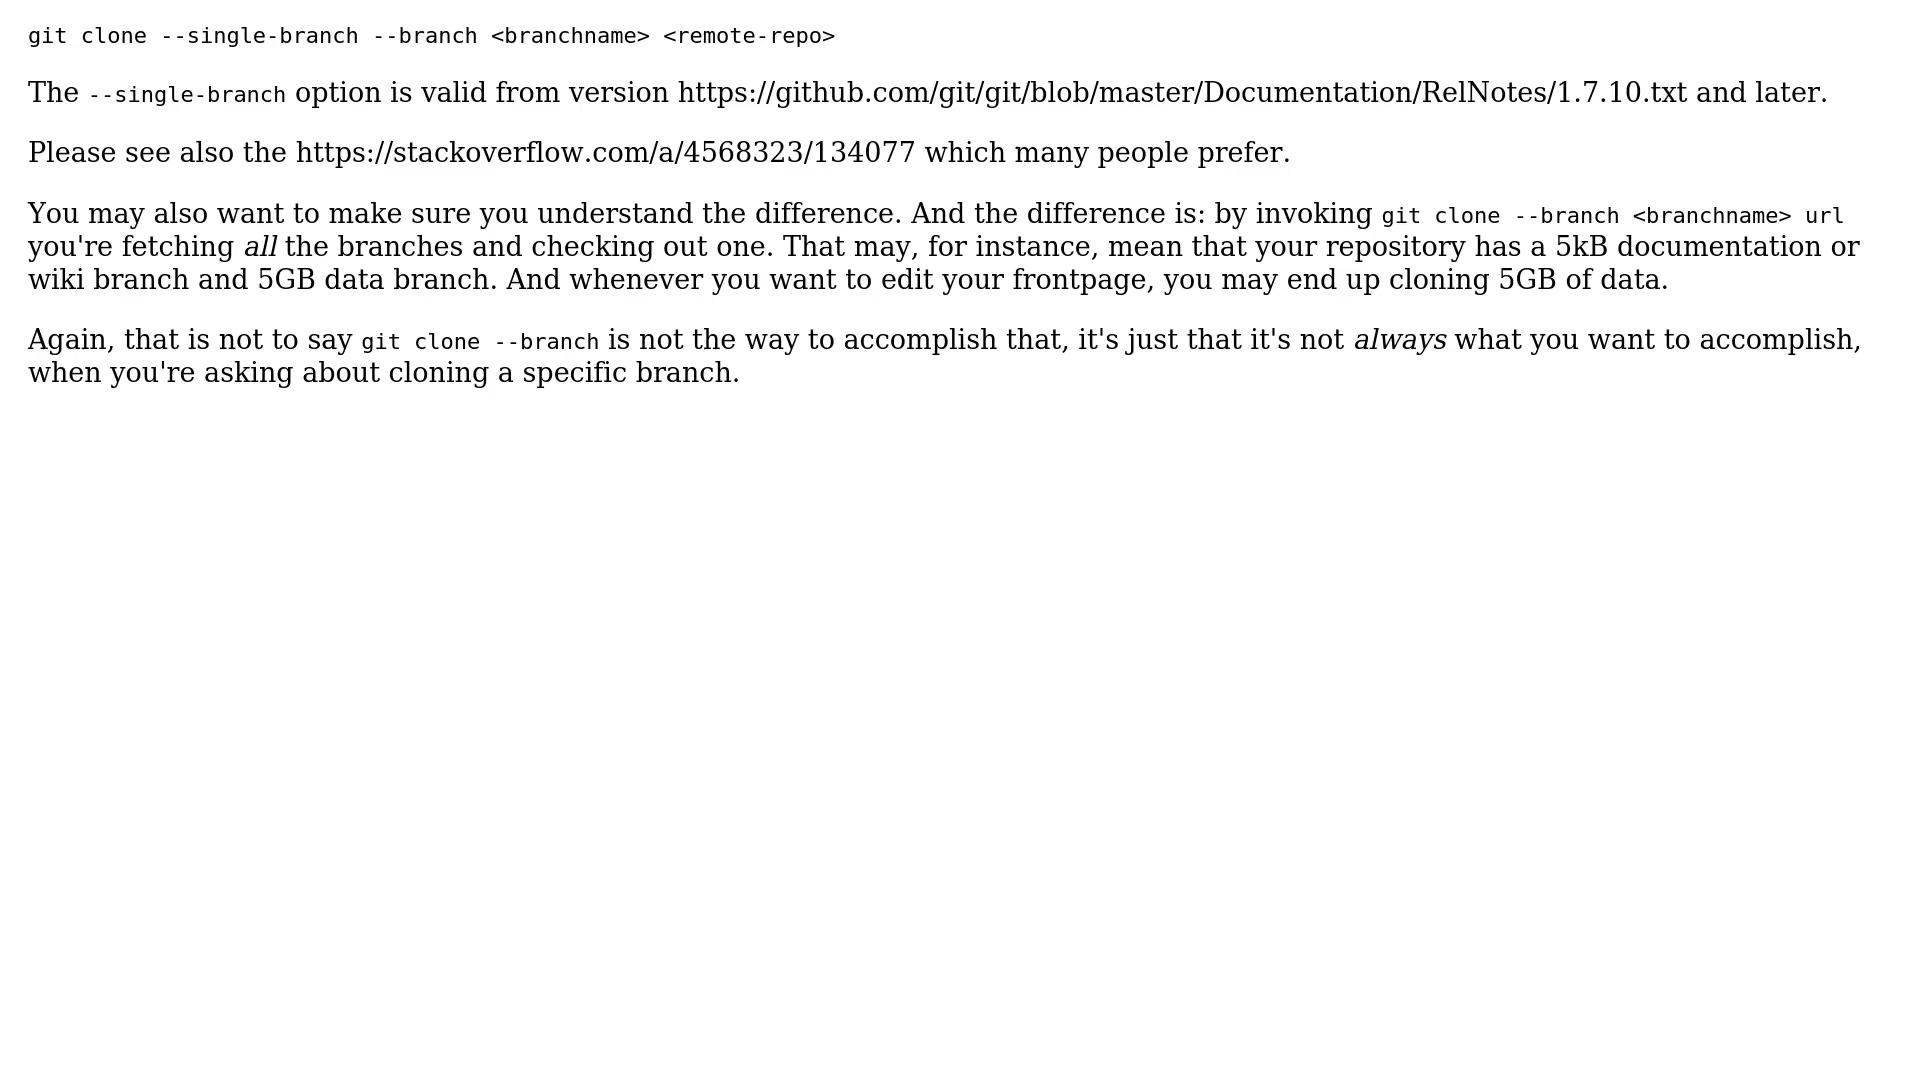 git clone --single-branch --branch <branchname> <remote-repo>
The --single-branch option is valid from version https://github.com/git/git/blob/master/Documentation/RelNotes/1.7.10.txt and later.
Please see also the https://stackoverflow.com/a/4568323/134077 which many people prefer.
You may also want to make sure you understand the difference. And the difference is: by invoking git clone --branch <branchname> url
you're fetching all the branches and checking out one. That may, for instance, mean that your repository has a 5kB documentation or
wiki branch and 5GB data branch. And whenever you want to edit your frontpage, you may end up cloning 5GB of data.
Again, that is not to say git clone --branch is not the way to accomplish that, it's just that it's not always what you want to accomplish,
when you're asking about cloning a specific branch.